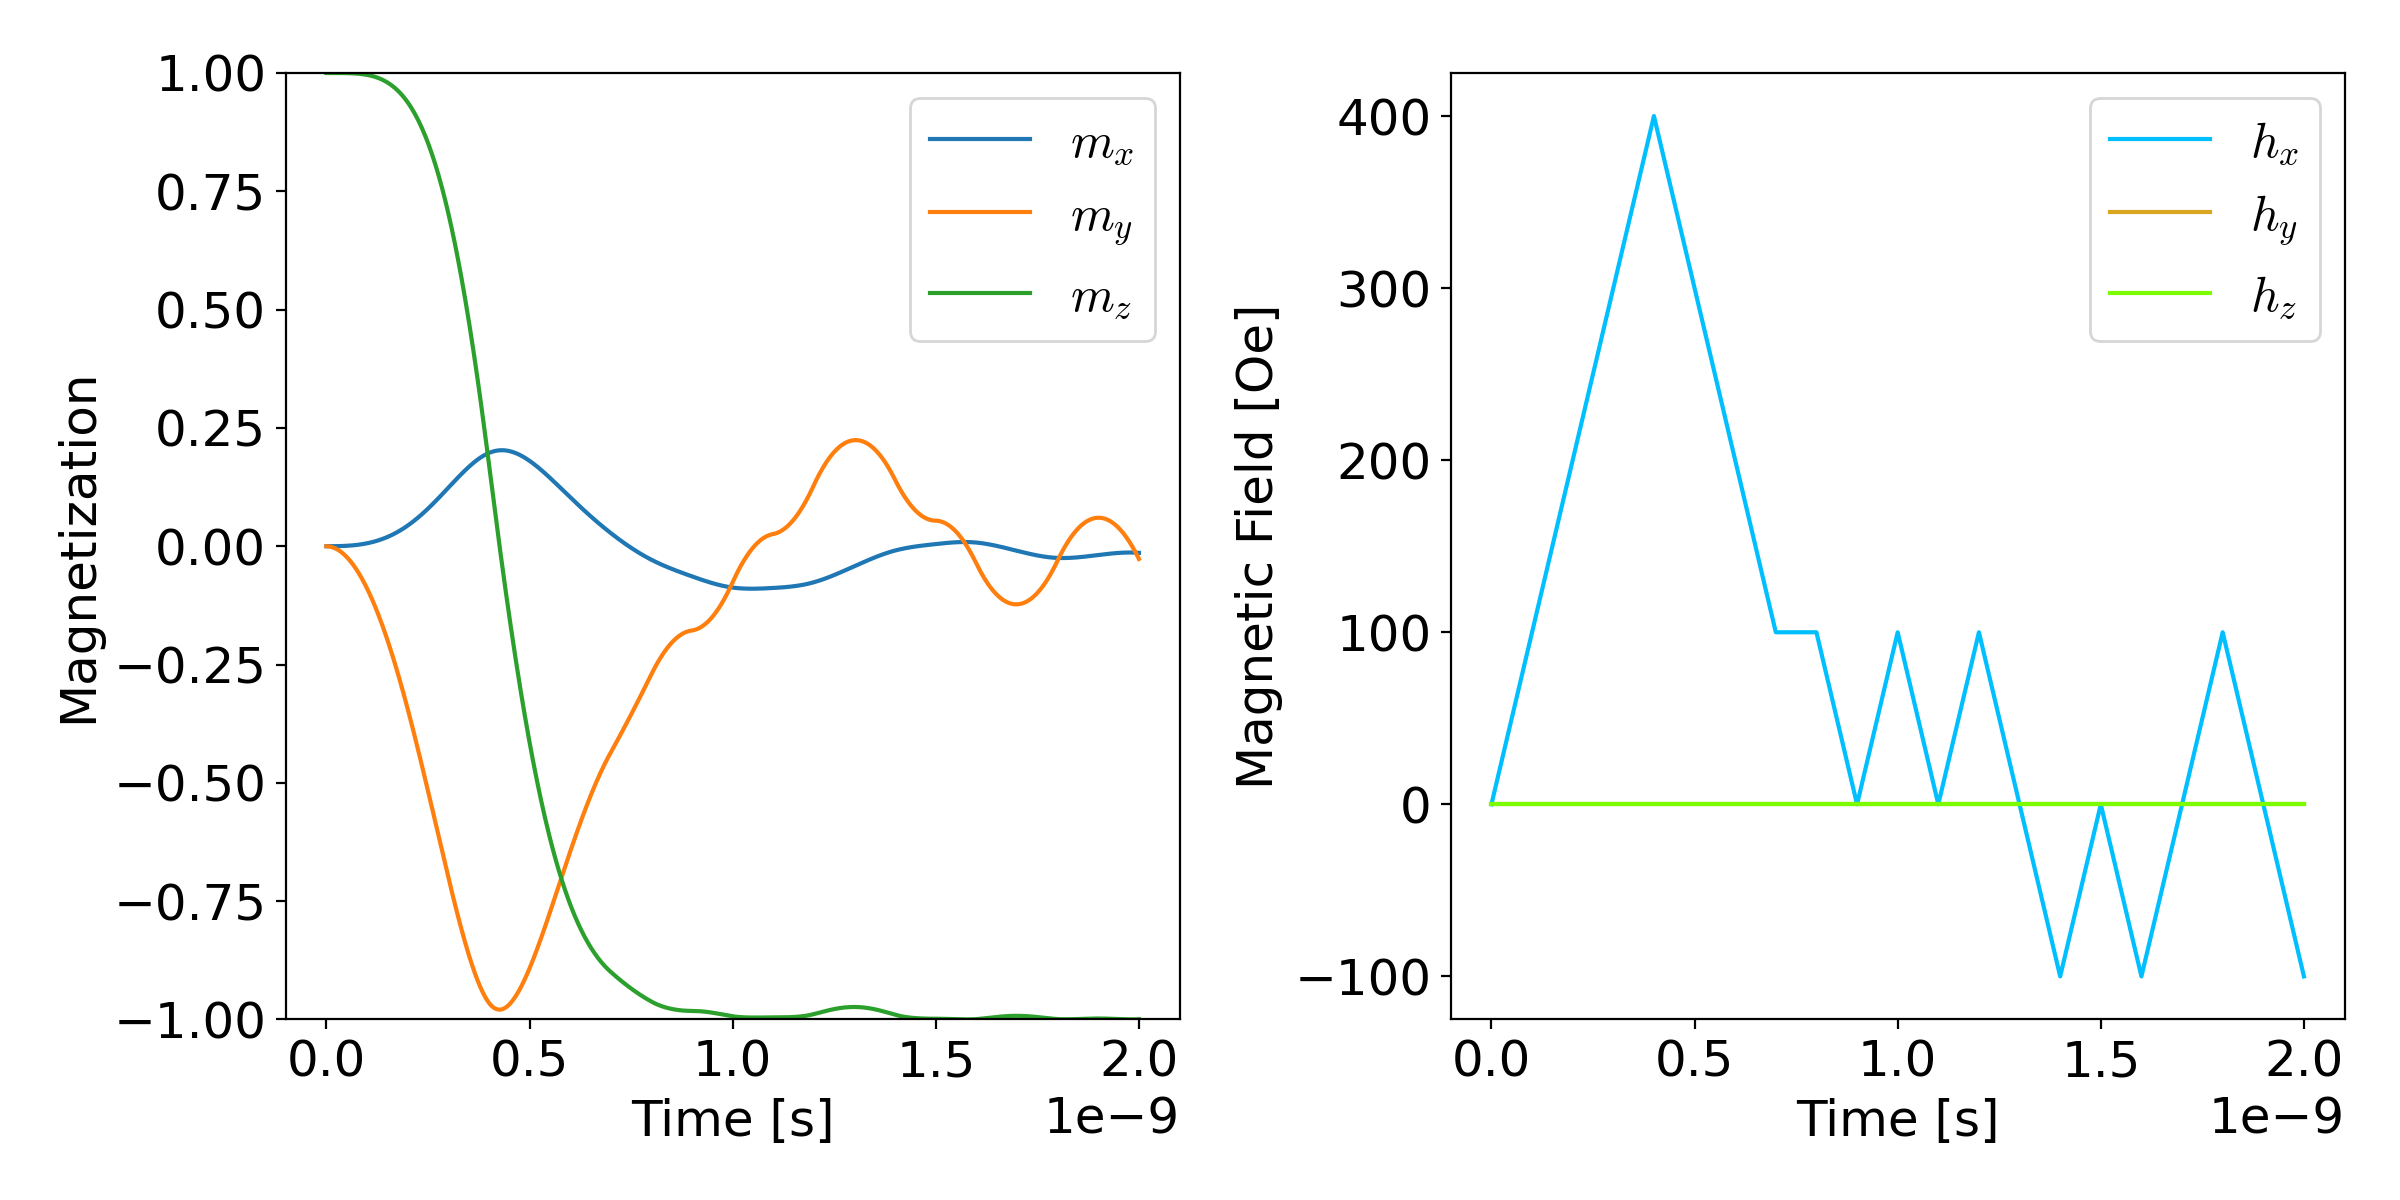 1.00
0.75
0.50
0.25
0.00
−0.25
−0.50
−0.75
−1.00
Magnetization
0.0 0.5 1.0 1.5 2.0
Time [s]
1e−9
m_x
m_y
m_z
400
300
200
100
0
−100
Magnetic Field [Oe]
0.0 0.5 1.0 1.5 2.0
Time [s]
1e−9
h_x
h_y
h_z